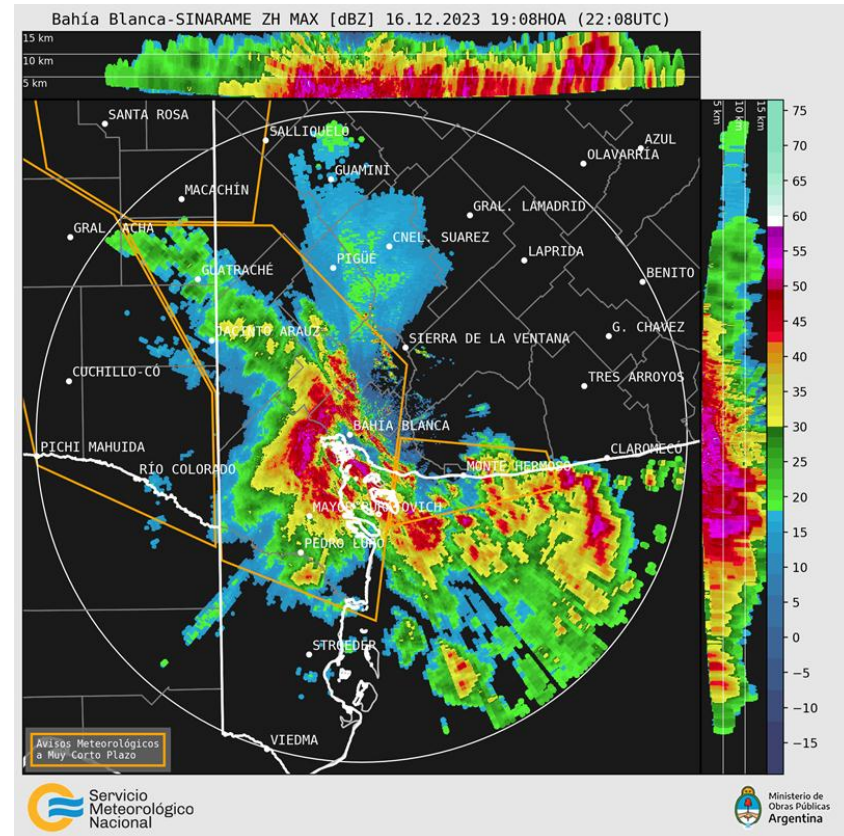 Bahía Blanca-SINARAME ZH MAX [dBZ] 16.12.2023 19:08HOA (22:08UTC)
15 km
10 km
5 km
5 km
10 km
15 km
SANTA ROSA
SALLIQUELO
AZUL
OLAVARRÍA
GUAMINÍ
MACACHÍN
GRAL. LAMADRID
GRAL. ACHA
CNEL. SUAREZ
LAPRIDA
PIGÜÉ
GUATRACHÉ
BENITO
JACINTO ARAUZ
SIERRA DE LA VENTANA
G. CHAVEZ
CUCHILLO-CÓ
TRES ARROYOS
BAHÍA BLANCA
PICHI MAHUIDA
CLAROMECÓ
RÍO COLORADO
MONTE HERMOSO
MAYOR BURATOVICH
PEDRO LURO
STROEDER
VIEDMA
75
70
65
60
55
50
45
40
35
30
25
20
15
10
5
0
−5
−10
−15
Avisos Meteorológicos
a Muy Corto Plazo
Servicio
Meteorológico
Nacional
Ministerio de
Obras Públicas
Argentina